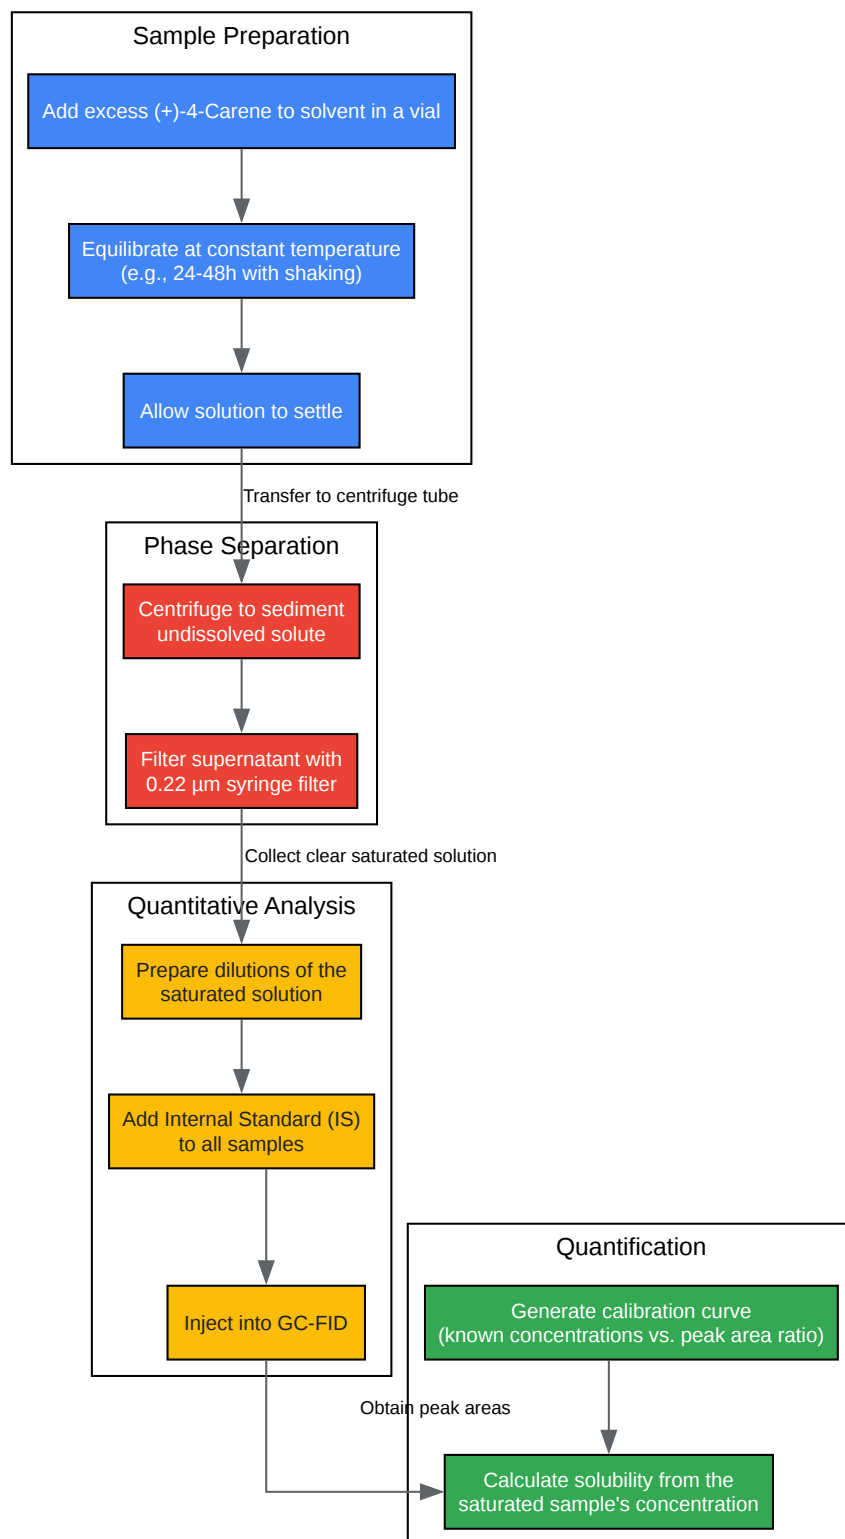 Sample Preparation
Add excess (+)-4-Carene to solvent in a vial
Equilibrate at constant temperature
(e.g., 24-48h with shaking)
Allow solution to settle
Transfer to centrifuge tube
Phase Separation
Centrifuge to sediment
undissolved solute
Filter supernatant with
0.22 µm syringe filter
Collect clear saturated solution
Quantitative Analysis
Prepare dilutions of the
saturated solution
Add Internal Standard (IS)
to all samples
Inject into GC-FID
Quantification
Generate calibration curve
(known concentrations vs. peak area ratio)
Obtain peak areas
Calculate solubility from the
saturated sample's concentration